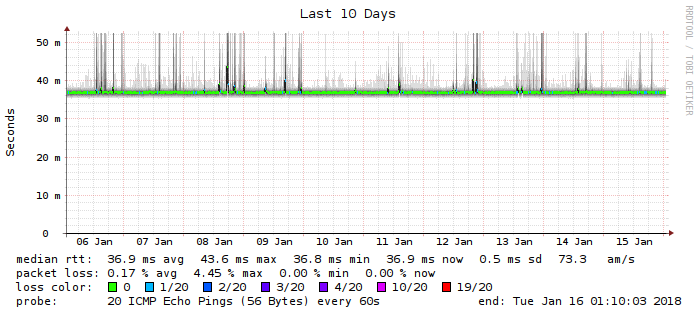 Last 10 Days
RRDTOOL / TOBI OETIKER
Seconds
50 m
40 m
30 m
20 m
10 m
0
06 Jan 07 Jan 08 Jan 09 Jan 10 Jan 11 Jan 12 Jan 13 Jan 14 Jan 15 Jan
median rtt: 36.9 ms avg 43.6 ms max 36.8 ms min 36.9 ms now 0.5 ms sd 73.3 am/s
packet loss: 0.17 % avg 4.45 % max 0.00 % min 0.00 % now
loss color: 0 1/20 2/20 3/20 4/20 10/20 19/20
probe: 20 ICMP Echo Pings (56 Bytes) every 60s end: Tue Jan 16 01:10:03 2018